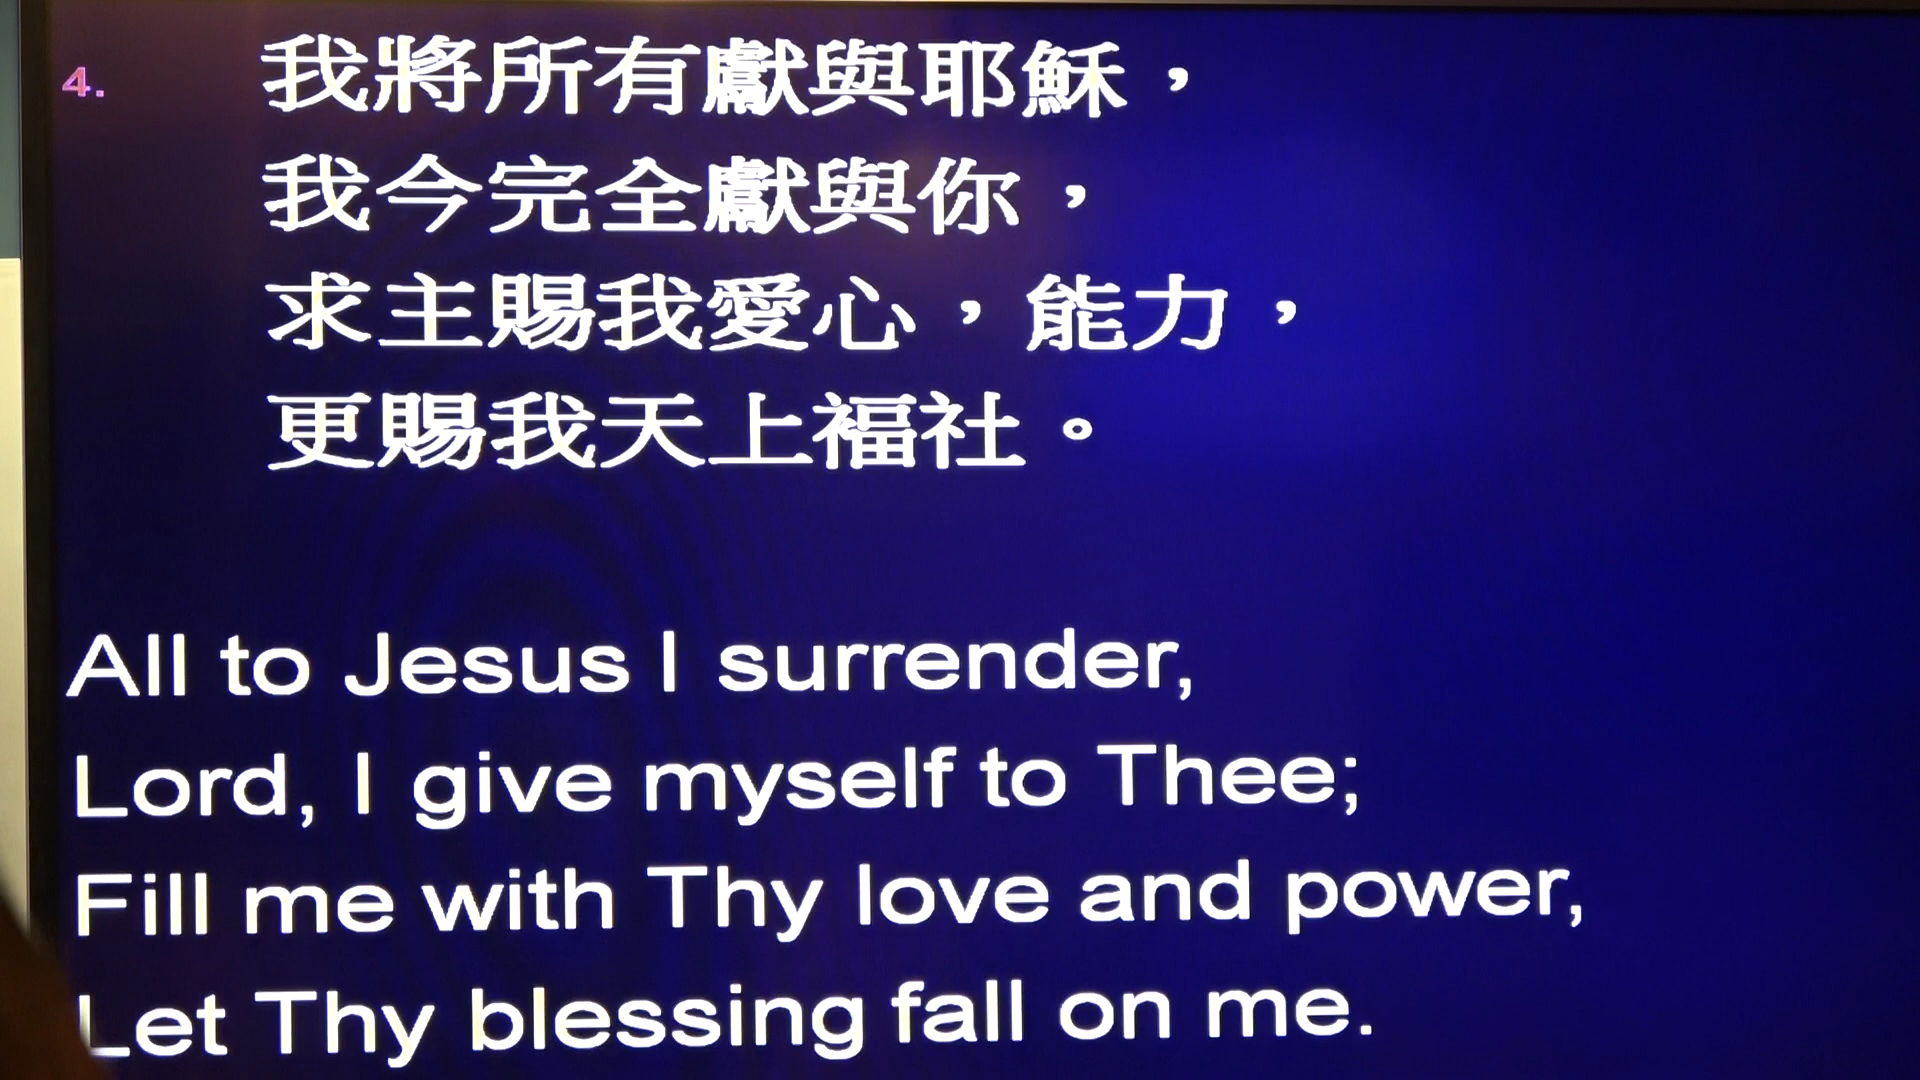 4. 我將所有獻與耶穌，
我今完全獻與你，
求主賜我愛心，能力，
更賜我天上福社。
All to Jesus I surrender,
Lord, I give myself to Thee;
Fill me with Thy love and power,
Let Thy blessing fall on me.